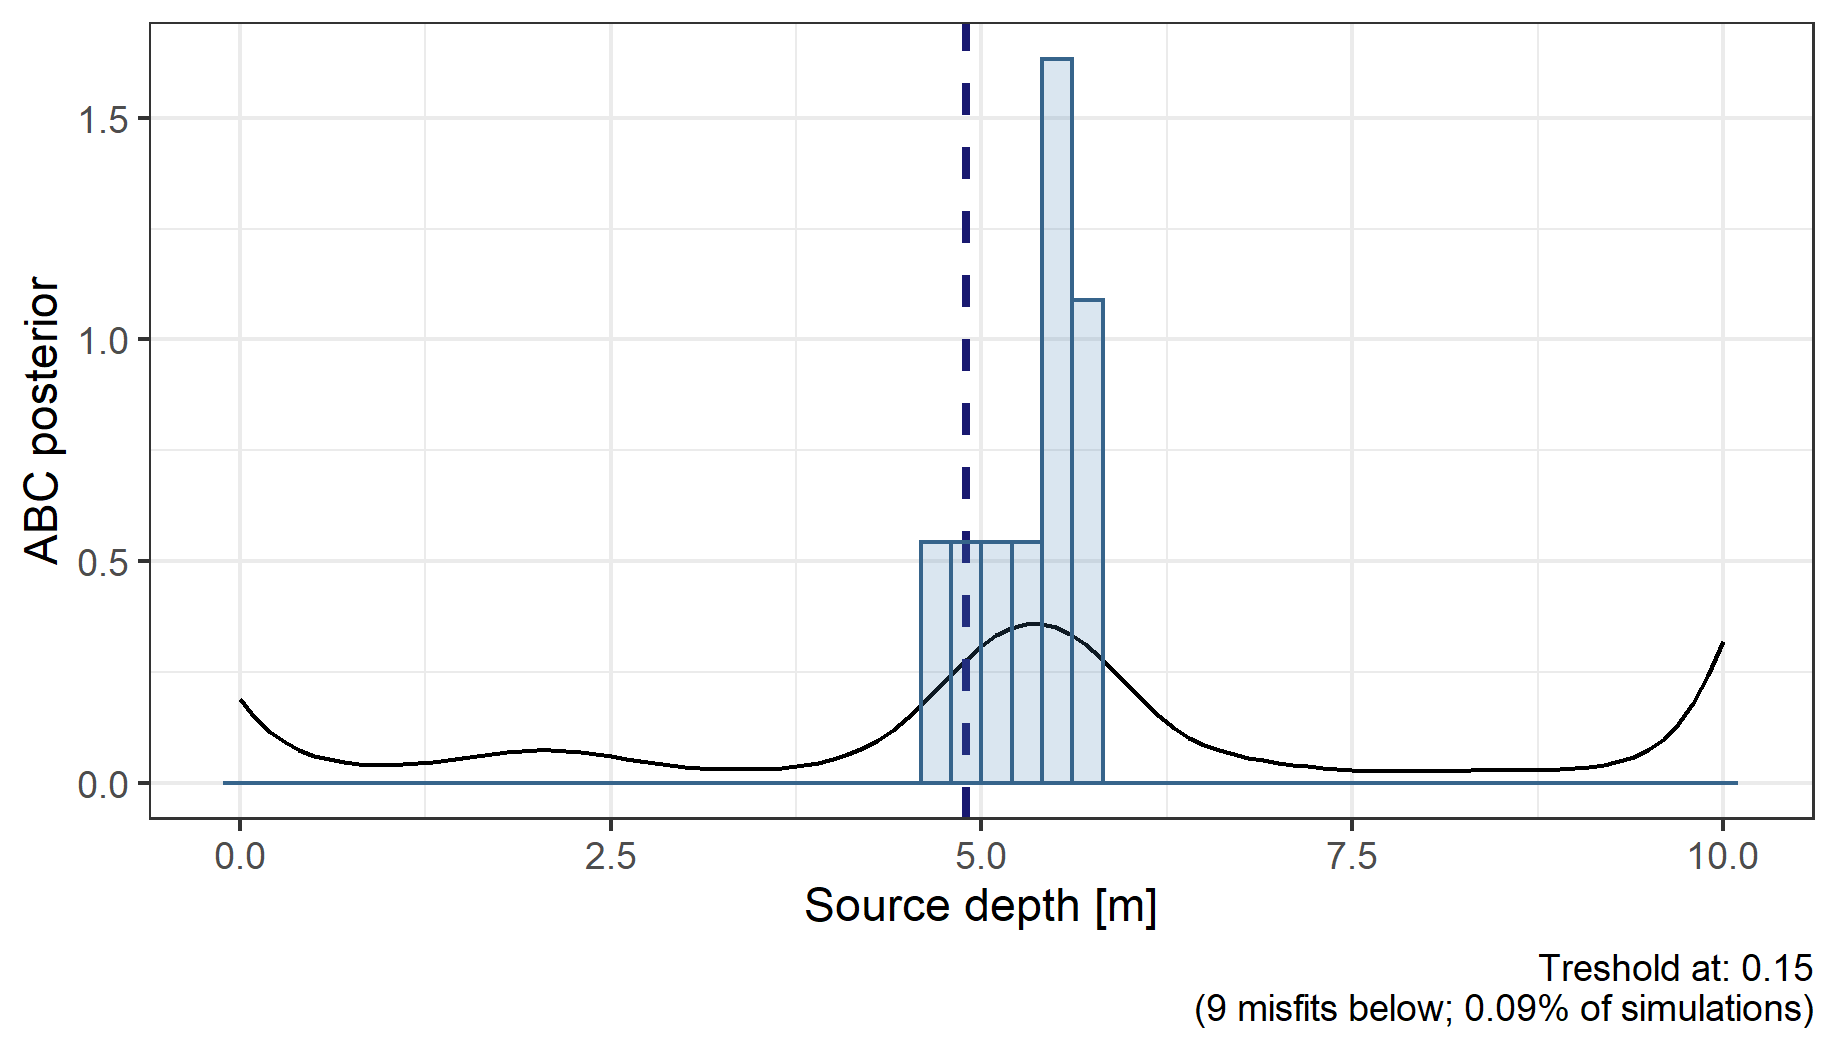 ABC posterior
1.5
1.0
0.5
0.0
0.0 2.5 5.0 7.5 10.0
Source depth [m]
Treshold at: 0.15
(9 misfits below; 0.09% of simulations)